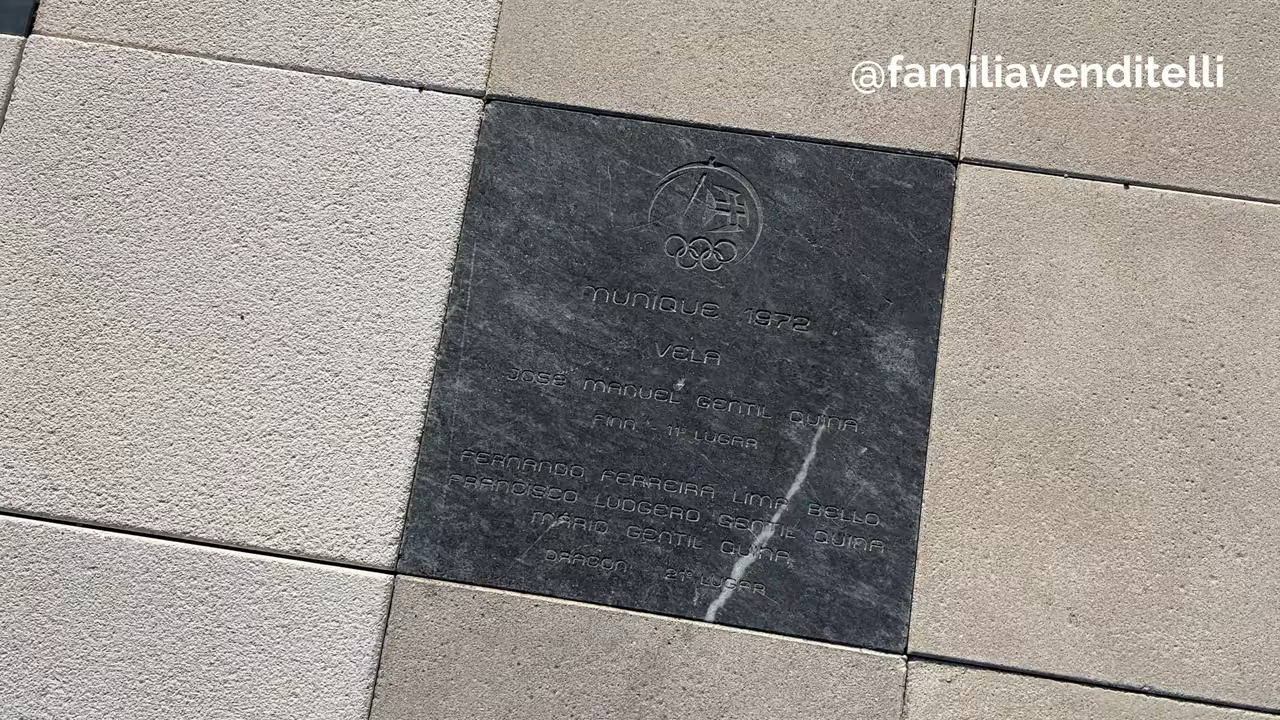 @familiavenditelli
MUNIQUE 1972
VELA
JOSÉ MANUEL GENTIL QUINA
FINN - 11º LUGAR
FERNANDO FERREIRA LIMA BELLO
FRANCISCO LUDGERO GENTIL QUINA
MÁRIO GENTIL QUINA
DRAGON - 21º LUGAR